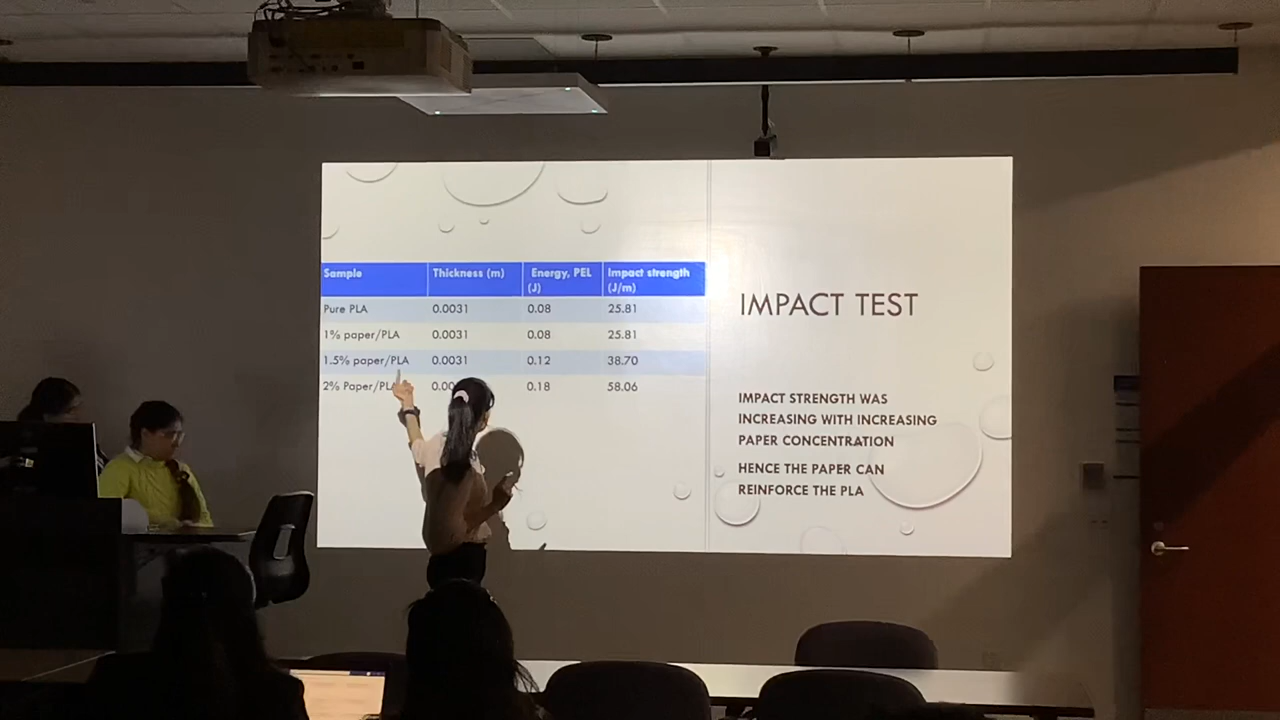 Sample Thickness (m) Energy, PEL (J) Impact strength (J/m)
Pure PLA 0.0031 0.08 25.81
1% paper/PLA 0.0031 0.08 25.81
1.5% paper/PLA 0.0031 0.12 38.70
2% Paper/PLA 0.18 58.06
IMPACT TEST
IMPACT STRENGTH WAS
INCREASING WITH INCREASING
PAPER CONCENTRATION
HENCE THE PAPER CAN
REINFORCE THE PLA